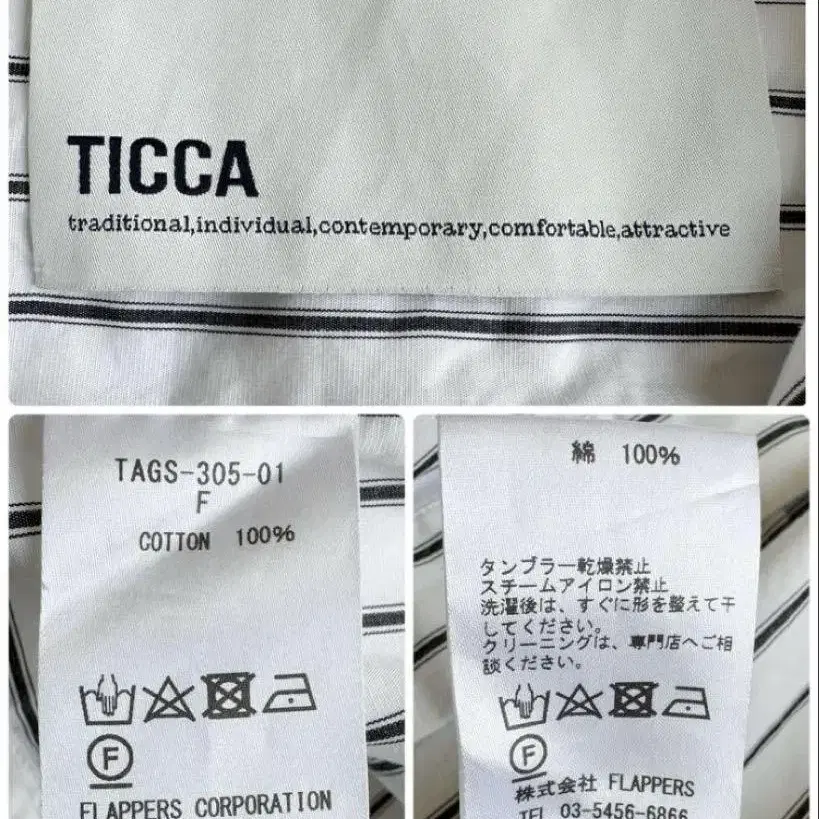 TICCA
traditional,individual,contemporary,comfortable,attractive
TAGS-305-01
F
COTTON 100%
F
FLAPPERS CORPORATION
綿 100%
タンブラー乾燥禁止
スチームアイロン禁止
洗濯後は、すぐに形を整えて干
してください。
クリーニングは、専門店へご相
談ください。
F
株式会社 FLAPPERS
TEL 03-5456-6866